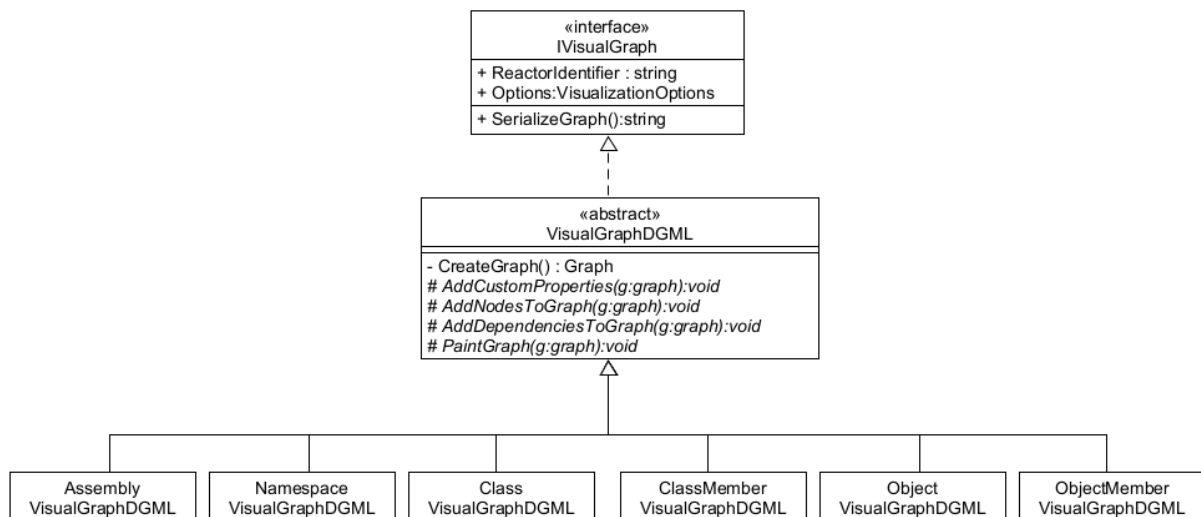 «interface»
IVisualGraph
+ ReactorIdentifier : string
+ Options:VisualizationOptions
+ SerializeGraph():string
«abstract»
VisualGraphDGML
- CreateGraph() : Graph
# AddCustomProperties(g:graph):void
# AddNodesToGraph(g:graph):void
# AddDependenciesToGraph(g:graph):void
# PaintGraph(g:graph):void
Assembly
VisualGraphDGML
Namespace
VisualGraphDGML
Class
VisualGraphDGML
ClassMember
VisualGraphDGML
Object
VisualGraphDGML
ObjectMember
VisualGraphDGML